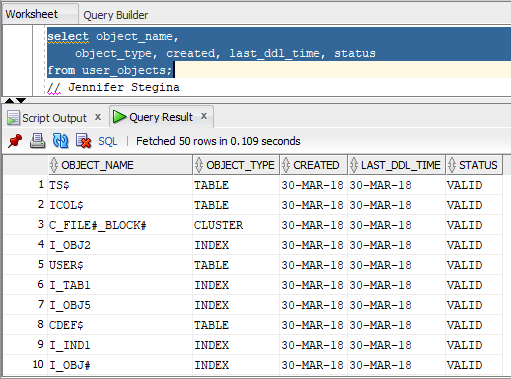 Worksheet Query Builder
select object_name,
object_type, created, last_ddl_time, status
from user_objects;
// Jennifer Stegina
Script Output x Query Result x
SQL | Fetched 50 rows in 0.109 seconds
OBJECT_NAME OBJECT_TYPE CREATED LAST_DDL_TIME STATUS
1 TS$ TABLE 30-MAR-18 30-MAR-18 VALID
2 ICOL$ TABLE 30-MAR-18 30-MAR-18 VALID
3 C_FILE#_BLOCK# CLUSTER 30-MAR-18 30-MAR-18 VALID
4 I_OBJ2 INDEX 30-MAR-18 30-MAR-18 VALID
5 USER$ TABLE 30-MAR-18 30-MAR-18 VALID
6 I_TAB1 INDEX 30-MAR-18 30-MAR-18 VALID
7 I_OBJ5 INDEX 30-MAR-18 30-MAR-18 VALID
8 CDEF$ TABLE 30-MAR-18 30-MAR-18 VALID
9 I_IND1 INDEX 30-MAR-18 30-MAR-18 VALID
10 I_OBJ# INDEX 30-MAR-18 30-MAR-18 VALID